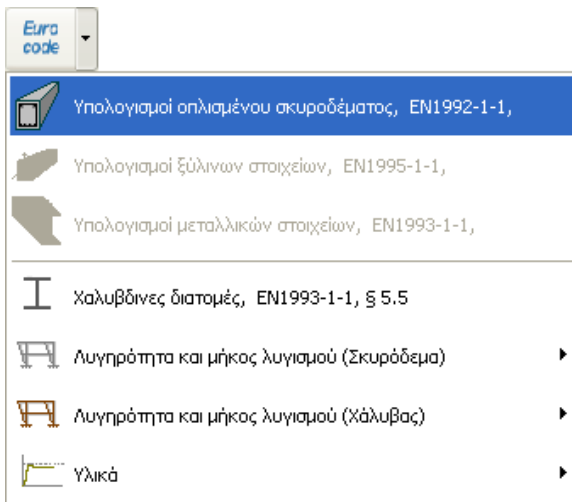 Euro
code
Υπολογισμοί οπλισμένου σκυροδέματος, EN1992-1-1,
Υπολογισμοί ξύλινων στοιχείων, EN1995-1-1,
Υπολογισμοί μεταλλικών στοιχείων, EN1993-1-1,
Χαλυβδινες διατομές, EN1993-1-1, § 5.5
Λυγηρότητα και μήκος λυγισμού (Σκυρόδεμα)
Λυγηρότητα και μήκος λυγισμού (Χάλυβας)
Υλικά